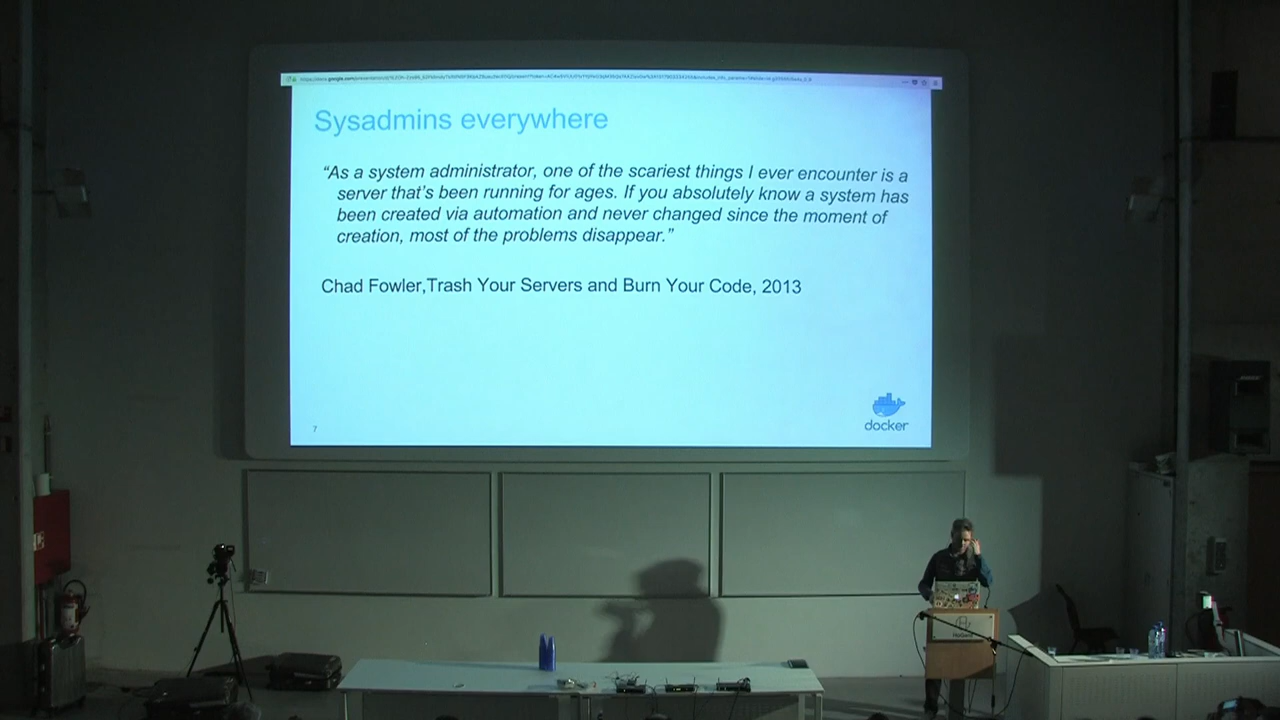 Sysadmins everywhere
“As a system administrator, one of the scariest things I ever encounter is a
server that’s been running for ages. If you absolutely know a system has
been created via automation and never changed since the moment of
creation, most of the problems disappear.”
Chad Fowler,Trash Your Servers and Burn Your Code, 2013
7
docker